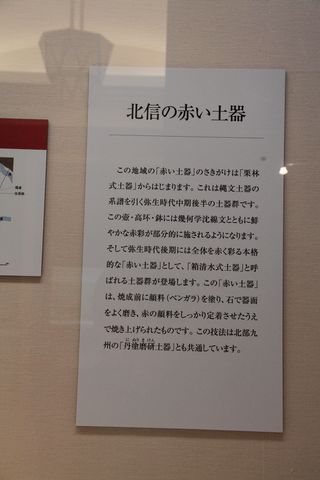 北信の赤い土器
この地域の「赤い土器」のさきがけは「栗林
式土器」からはじまります。これは縄文土器の
系譜を引く弥生時代中期後半の土器群です。
この壺・高坏・鉢には幾何学沈線文とともに鮮
やかな赤彩が部分的に施されるようになります。
そして弥生時代後期には全体を赤く彩る本格
的な「赤い土器」として、「箱清水式土器」と呼
ばれる土器群が登場します。この「赤い土器」
は、焼成前に顔料(ベンガラ)を塗り、石で器面
をよく磨き、赤の顔料をしっかり定着させたうえ
で焼き上げられたものです。この技法は北部九
州の「丹塗磨研土器」とも共通しています。